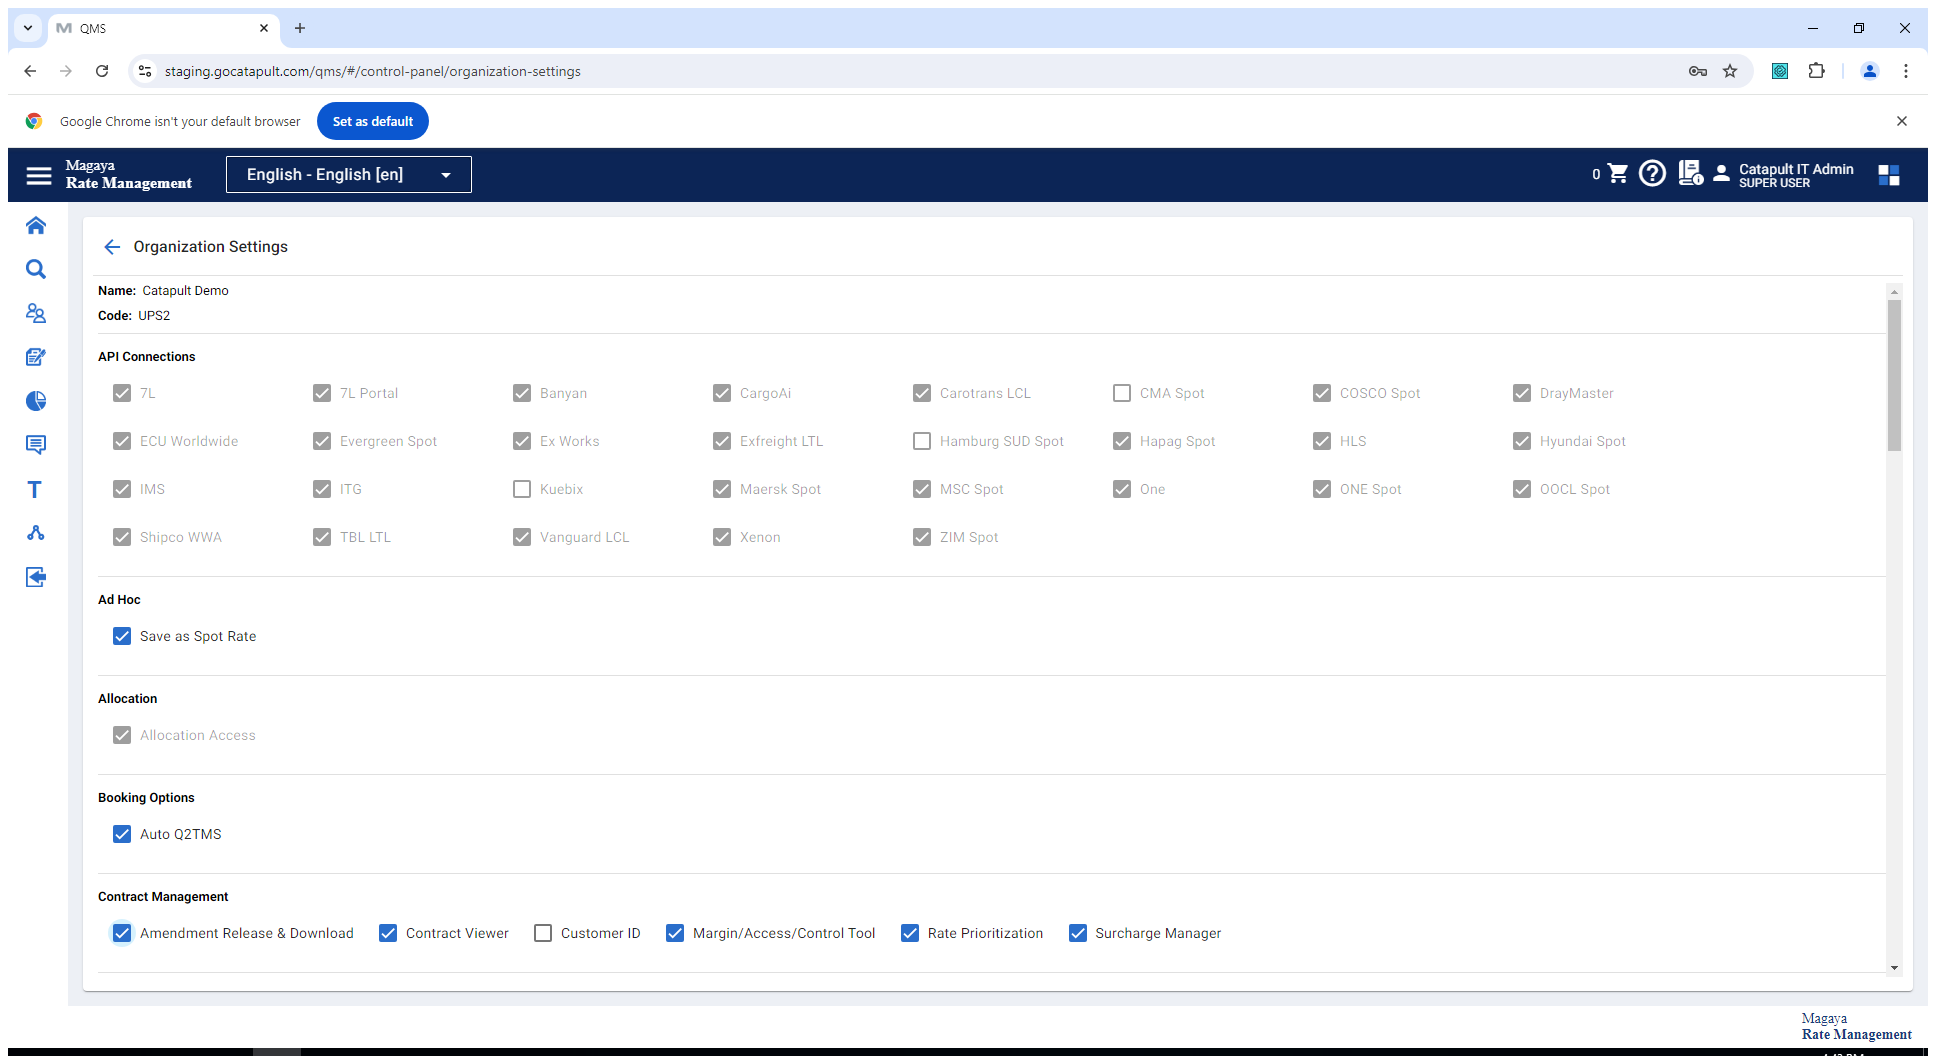 QMS
staging.gocatapult.com/qms/#/control-panel/organization-settings
Google Chrome isn't your default browser
Set as default
Magaya
Rate Management
English - English [en]
0
Catapult IT Admin
SUPER USER
Organization Settings
Name: Catapult Demo
Code: UPS2
API Connections
7L 7L Portal Banyan CargoAi Carotrans LCL CMA Spot COSCO Spot DrayMaster
ECU Worldwide Evergreen Spot Ex Works Exfreight LTL Hamburg SUD Spot Hapag Spot HLS Hyundai Spot
IMS ITG Kuebix Maersk Spot MSC Spot One ONE Spot OOCL Spot
Shipco WWA TBL LTL Vanguard LCL Xenon ZIM Spot
Ad Hoc
Save as Spot Rate
Allocation
Allocation Access
Booking Options
Auto Q2TMS
Contract Management
Amendment Release & Download Contract Viewer Customer ID Margin/Access/Control Tool Rate Prioritization Surcharge Manager
Magaya
Rate Management